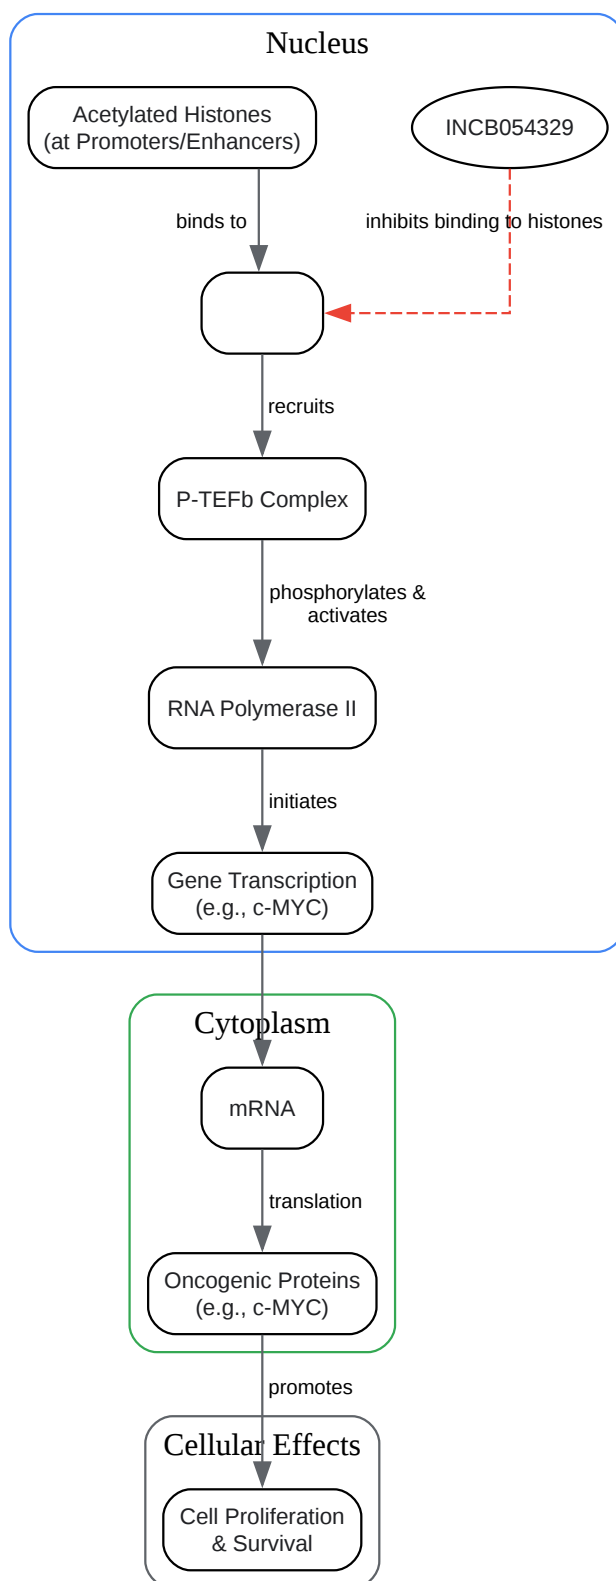 Nucleus
Acetylated Histones
(at Promoters/Enhancers)
INCB054329
binds to
inhibits binding to histones
recruits
P-TEFb Complex
phosphorylates &
activates
RNA Polymerase II
initiates
Gene Transcription
(e.g., c-MYC)
Cytoplasm
mRNA
translation
Oncogenic Proteins
(e.g., c-MYC)
promotes
Cellular Effects
Cell Proliferation
& Survival